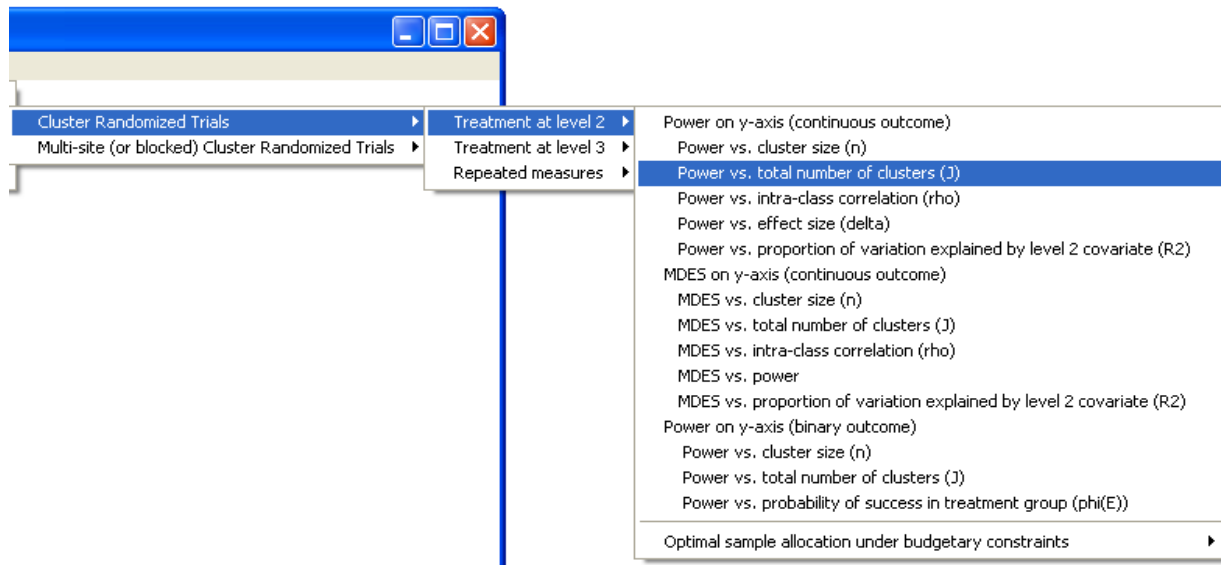 Cluster Randomized Trials
Multi-site (or blocked) Cluster Randomized Trials
Treatment at level 2
Treatment at level 3
Repeated measures
Power on y-axis (continuous outcome)
Power vs. cluster size (n)
Power vs. total number of clusters (J)
Power vs. intra-class correlation (rho)
Power vs. effect size (delta)
Power vs. proportion of variation explained by level 2 covariate (R2)
MDES on y-axis (continuous outcome)
MDES vs. cluster size (n)
MDES vs. total number of clusters (J)
MDES vs. intra-class correlation (rho)
MDES vs. power
MDES vs. proportion of variation explained by level 2 covariate (R2)
Power on y-axis (binary outcome)
Power vs. cluster size (n)
Power vs. total number of clusters (J)
Power vs. probability of success in treatment group (phi(E))
Optimal sample allocation under budgetary constraints